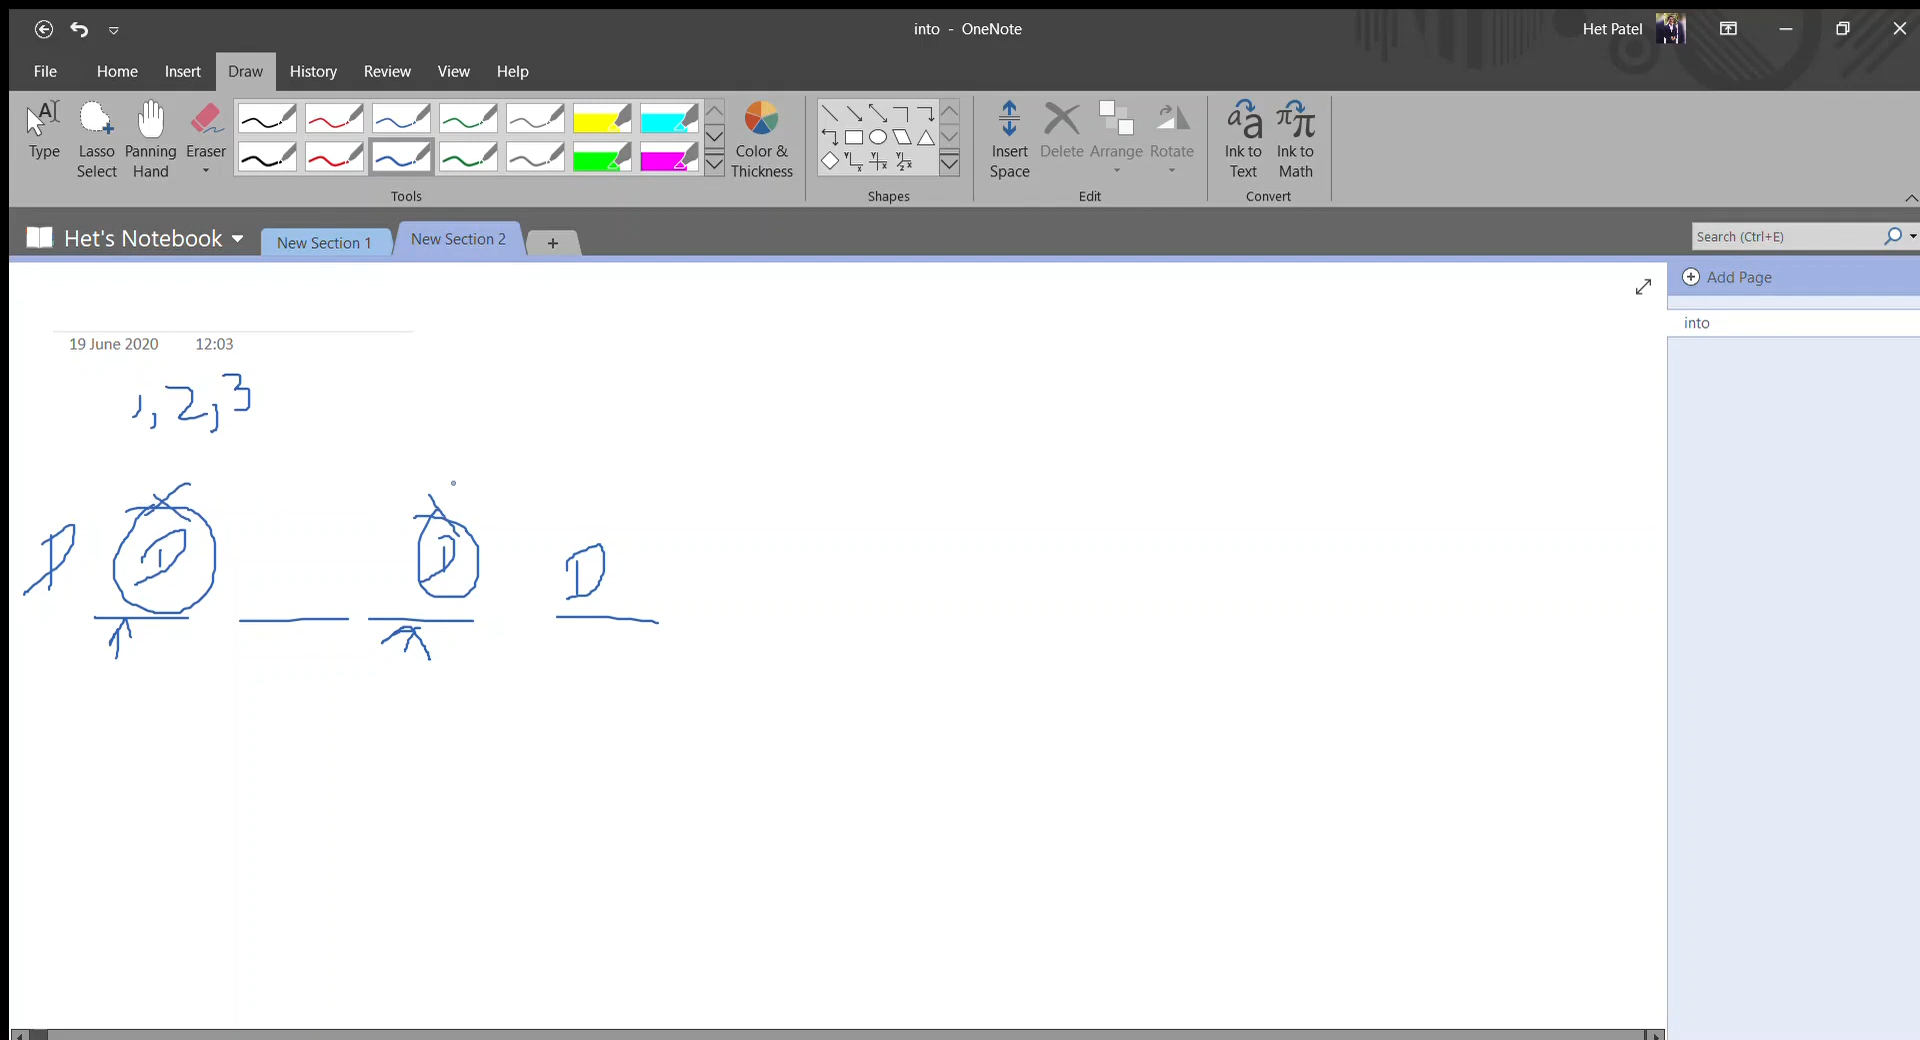 into - OneNote
Het Patel
File Home Insert Draw History Review View Help
Type Lasso Select Panning Hand Eraser Color & Thickness Insert Space Delete Arrange Rotate Ink to Text Ink to Math
Tools Shapes Edit Convert
Het's Notebook New Section 1 New Section 2 Search (Ctrl+E)
Add Page
into
19 June 2020 12:03
1, 2, 3
D D D